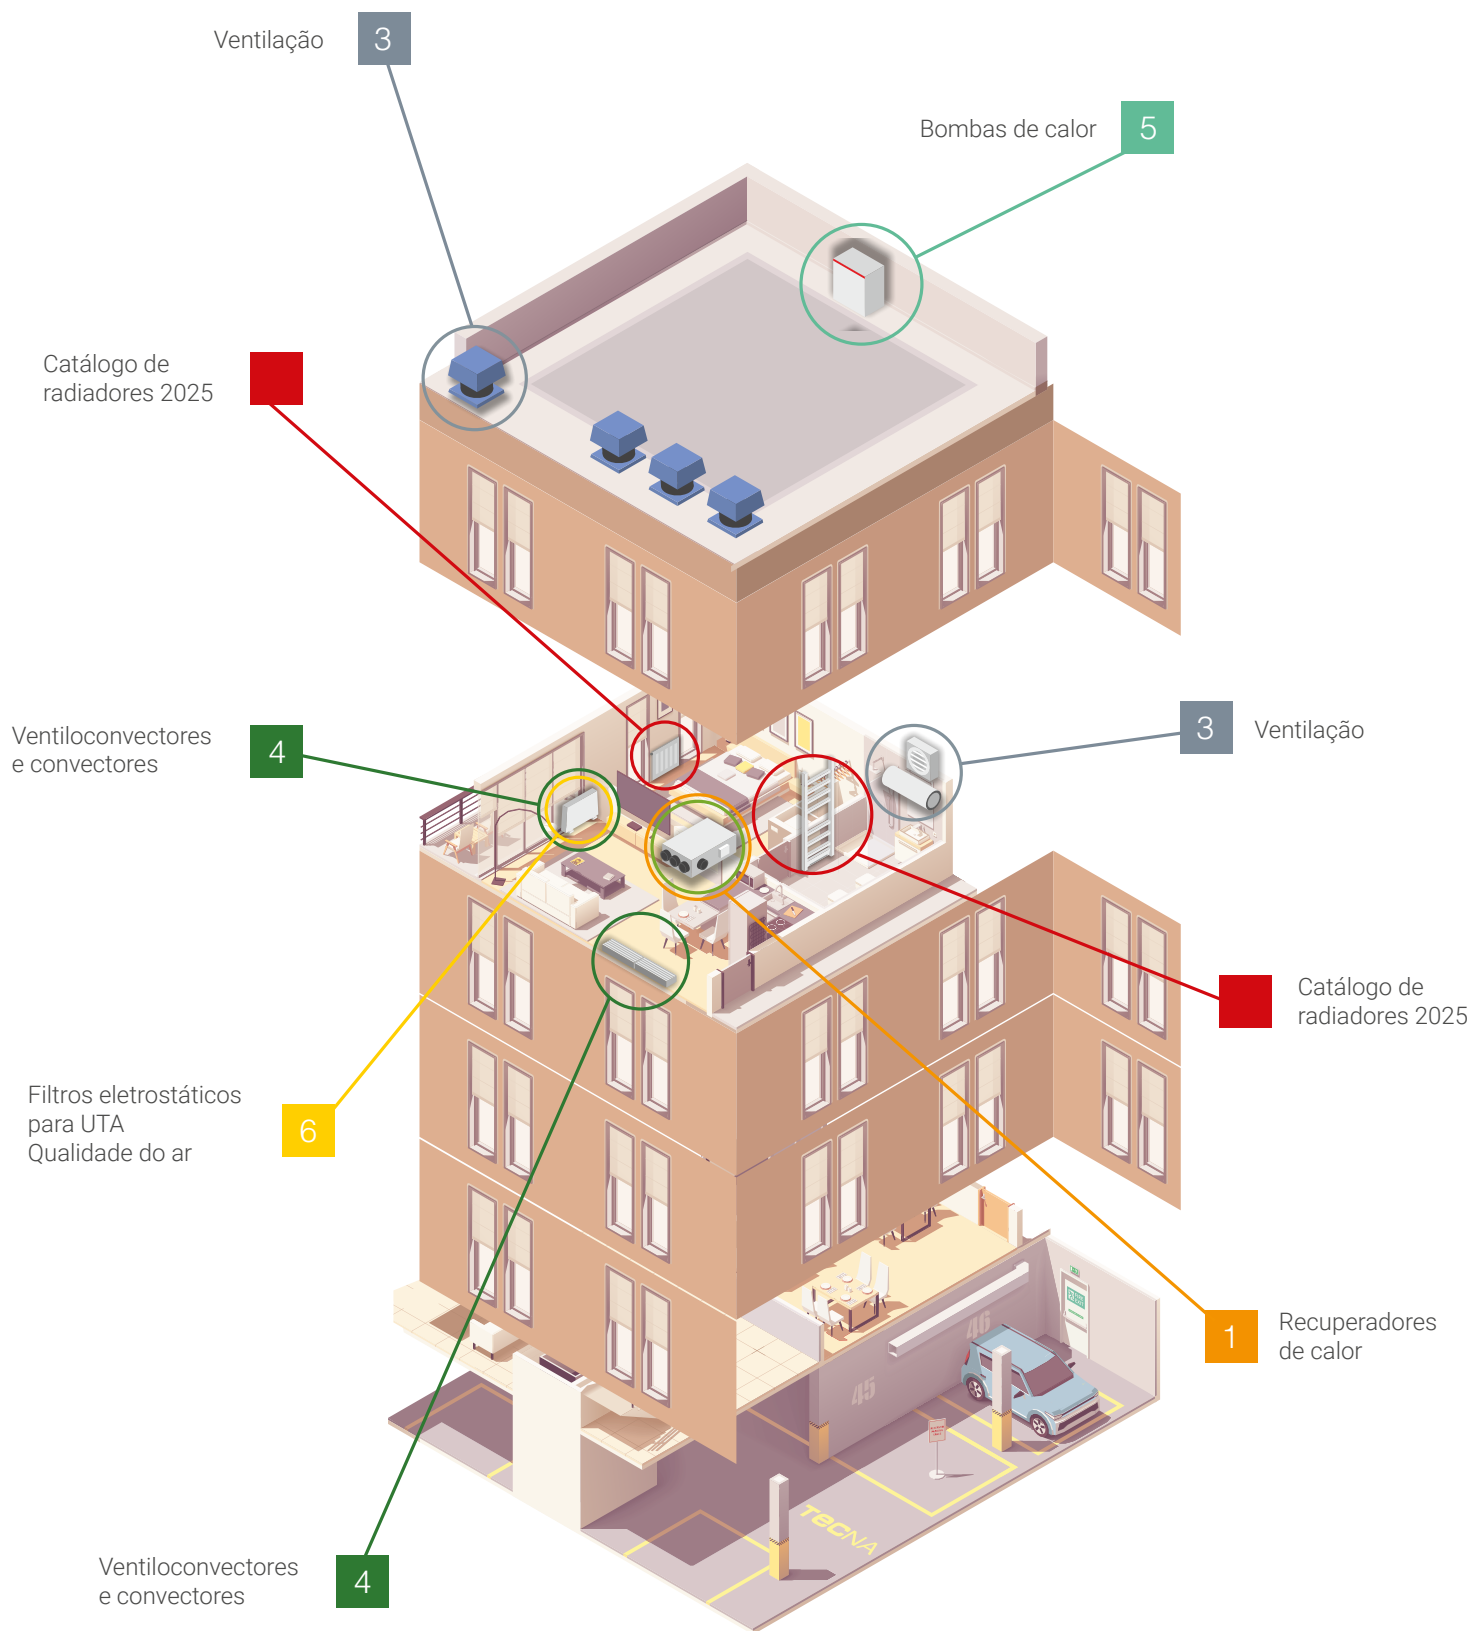 Ventilação
3
Bombas de calor
5
Catálogo de
radiadores 2025
Ventiloconvectores
e convectores
4
3
Ventilação
Catálogo de
radiadores 2025
Filtros eletrostáticos
para UTA
Qualidade do ar
6
1
Recuperadores
de calor
46
45
TECNA
Ventiloconvectores
e convectores
4